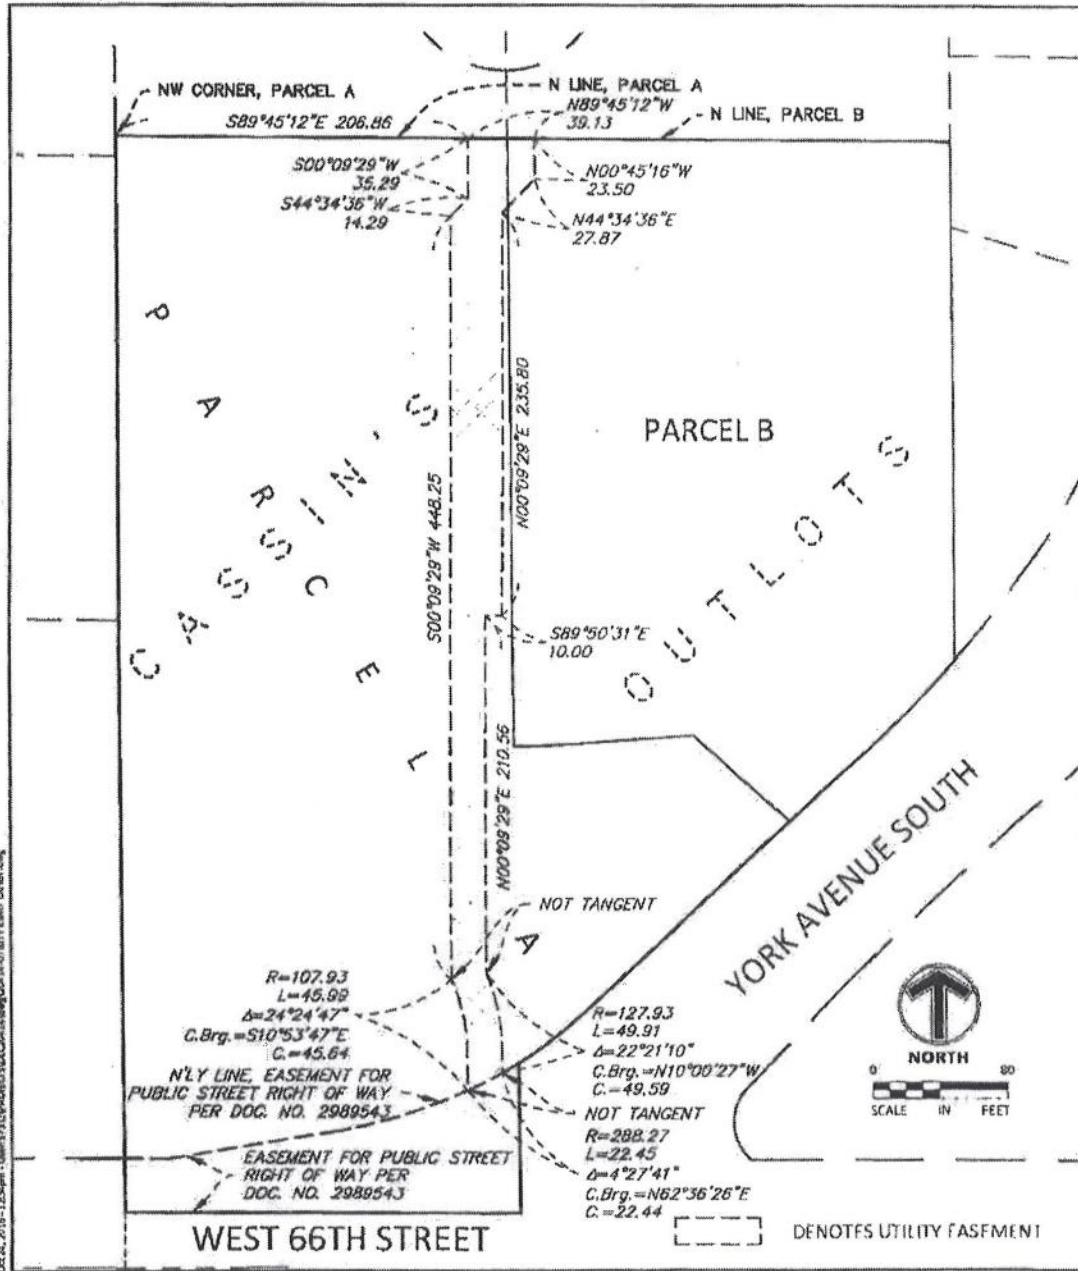 NW CORNER, PARCEL A
N LINE, PARCEL A
S89°45'12"E 206.86
N89°45'12"W
39.13
N LINE, PARCEL B
S00°09'29"W
35.29
S44°34'36"W
14.29
N00°45'16"W
23.50
N44°34'36"E
27.87
PARCEL A
CASSIN'S
OUTLOTS
PARCEL B
S00°09'29"W 448.25
N00°09'29"E 235.80
S89°50'31"E
10.00
N00°09'29"E 210.56
NOT TANGENT
YORK AVENUE SOUTH
R=107.93
L=45.99
Δ=24°24'47"
C.Brg.=S10°53'47"E
C.=45.64
R=127.93
L=49.91
Δ=22°21'10"
C.Brg.=N10°00'27"W
C.=49.59
N'LY LINE, EASEMENT FOR
PUBLIC STREET RIGHT OF WAY
PER DOC. NO. 2989543
NOT TANGENT
R=288.27
L=22.45
Δ=4°27'41"
C.Brg.=N62°36'26"E
C.=22.44
EASEMENT FOR PUBLIC STREET
RIGHT OF WAY PER
DOC. NO. 2989543
WEST 66TH STREET
NORTH
0 80
SCALE IN FEET
DENOTES UTILITY EASEMENT